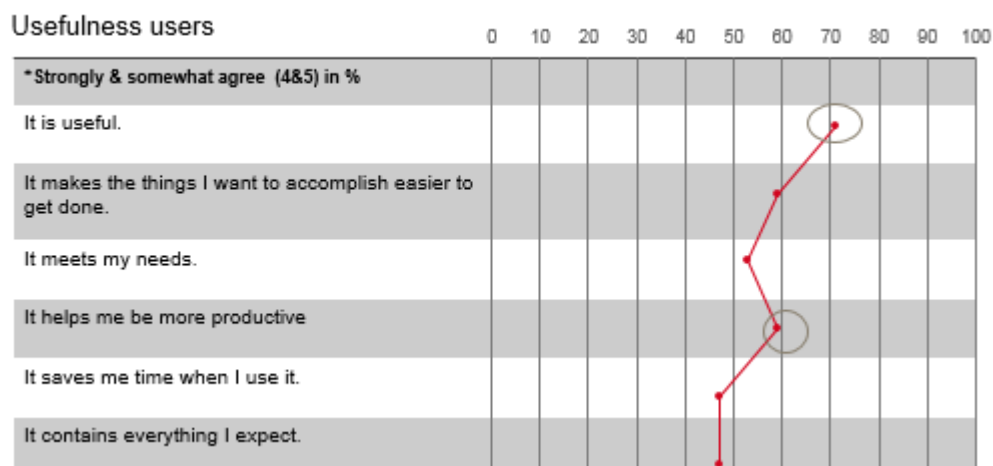 Usefulness users
0 10 20 30 40 50 60 70 80 90 100
*Strongly & somewhat agree (4&5) in %
It is useful.
It makes the things I want to accomplish easier to
get done.
It meets my needs.
It helps me be more productive
It saves me time when I use it.
It contains everything I expect.